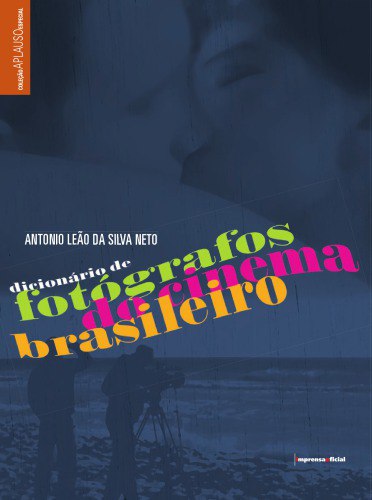 COLEÇÃO APLAUSO ESPECIAL
ANTONIO LEÃO DA SILVA NETO
dicionário de
fotógrafos
do cinema
brasileiro
imprensaoficial